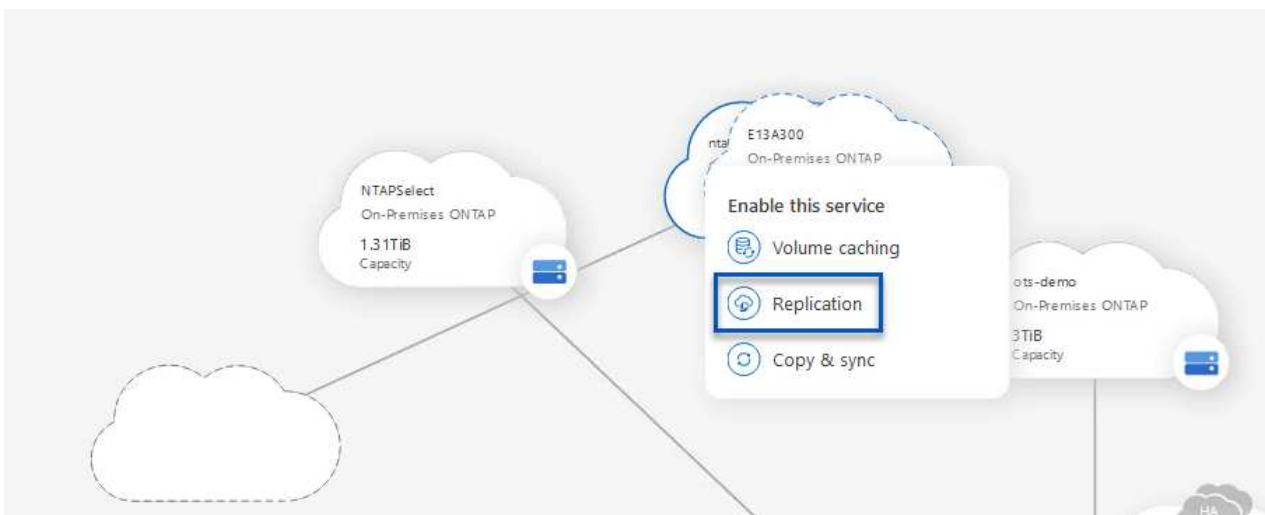 NTAPSelect
On-Premises ONTAP
1.31TiB
Capacity
E13A300
On-Premises ONTAP
Enable this service
Volume caching
Replication
Copy & sync
ots-demo
On-Premises ONTAP
3TiB
Capacity
HA